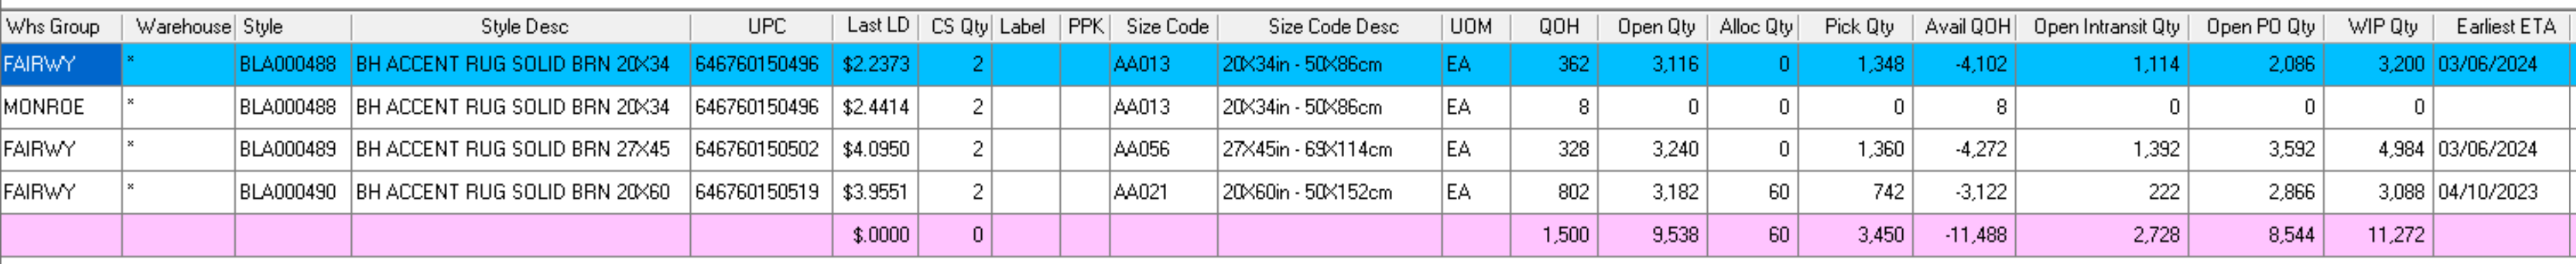 Whs Group Warehouse Style Style Desc UPC Last LD CS Qty Label PPK Size Code Size Code Desc UOM QOH Open Qty Alloc Qty Pick Qty Avail QOH Open Intransit Qty Open PO Qty WIP Qty Earliest ETA
FAIRWY * BLA000488 BH ACCENT RUG SOLID BRN 20X34 646760150496 $2.2373 2 AA013 20X34in - 50X86cm EA 362 3,116 0 1,348 -4,102 1,114 2,086 3,200 03/06/2024
MONROE * BLA000488 BH ACCENT RUG SOLID BRN 20X34 646760150496 $2.4414 2 AA013 20X34in - 50X86cm EA 8 0 0 0 8 0 0 0
FAIRWY * BLA000489 BH ACCENT RUG SOLID BRN 27X45 646760150502 $4.0950 2 AA056 27X45in - 69X114cm EA 328 3,240 0 1,360 -4,272 1,392 3,592 4,984 03/06/2024
FAIRWY * BLA000490 BH ACCENT RUG SOLID BRN 20X60 646760150519 $3.9551 2 AA021 20X60in - 50X152cm EA 802 3,182 60 742 -3,122 222 2,866 3,088 04/10/2023
$.0000 0 1,500 9,538 60 3,450 -11,488 2,728 8,544 11,272